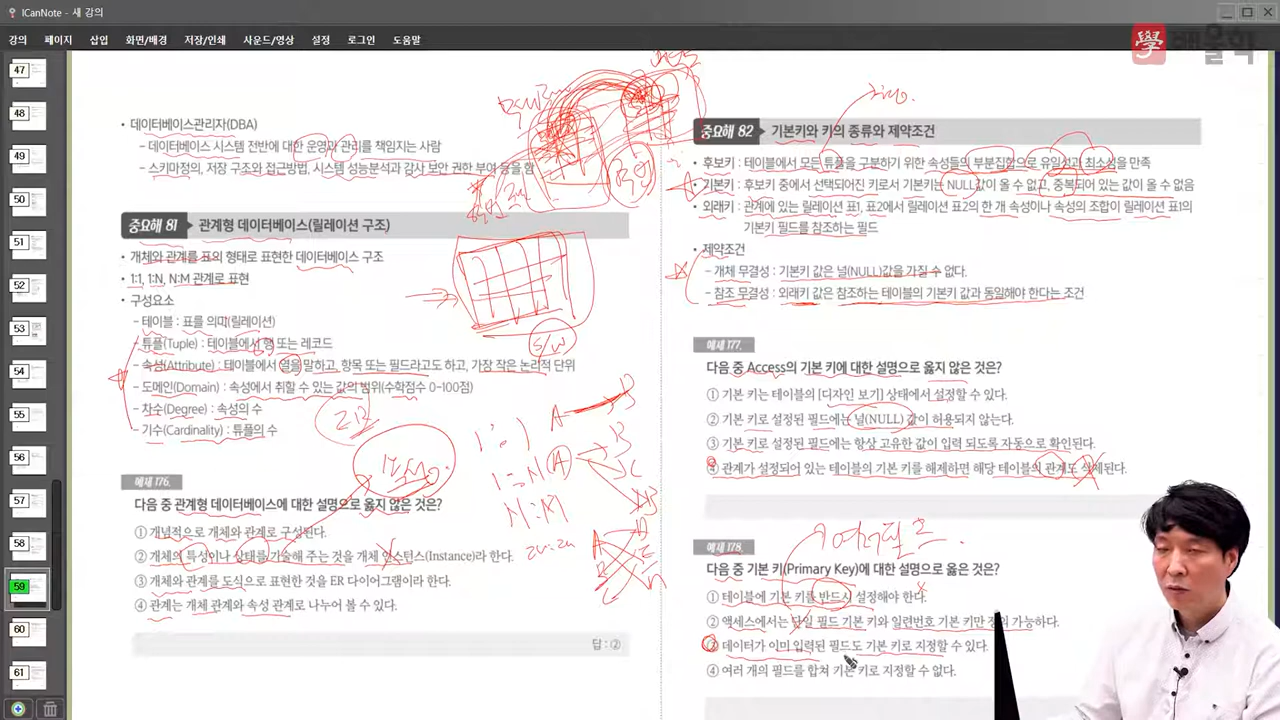 ICanNote - 새 강의
강의 페이지 삽입 화면/배경 저장/인쇄 사운드/영상 설정 로그인 도움말
學 배울학
47
48
49
50
51
52
53
54
55
56
57
58
59
60
61
• 데이터베이스관리자(DBA)
– 데이터베이스 시스템 전반에 대한 운영과 관리를 책임지는 사람
– 스키마정의, 저장 구조와 접근방법, 시스템 성능분석과 감사 보안 권한 부여 등을 함
중요해 81 관계형 데이터베이스(릴레이션 구조)
• 개체와 관계를 표의 형태로 표현한 데이터베이스 구조
• 1:1, 1:N, N:M 관계로 표현
• 구성요소
– 테이블 : 표를 의미(릴레이션)
– 튜플(Tuple) : 테이블에서 행 또는 레코드
– 속성(Attribute) : 테이블에서 열을 말하고, 항목 또는 필드라고도 하고, 가장 작은 논리적 단위
– 도메인(Domain) : 속성에서 취할 수 있는 값의 범위(수학점수 0~100점)
– 차수(Degree) : 속성의 수
– 기수(Cardinality) : 튜플의 수
S/W
1:1
A
B
1:N
A
B
C
N:M
예제 176.
다음 중 관계형 데이터베이스에 대한 설명으로 옳지 않은 것은?
① 개념적으로 개체와 관계로 구성된다.
② 개체의 특성이나 상태를 기술해 주는 것을 개체 인스턴스(Instance)라 한다.
③ 개체와 관계를 도식으로 표현한 것을 ER 다이어그램이라 한다.
④ 관계는 개체 관계와 속성 관계로 나누어 볼 수 있다.
답 : ②
중요해 82 기본키와 키의 종류와 제약조건
• 후보키 : 테이블에서 모든 튜플을 구분하기 위한 속성들의 부분집합으로 유일성과 최소성을 만족
• 기본키 : 후보키 중에서 선택되어진 키로서 기본키는 NULL값이 올 수 없고, 중복되어 있는 값이 올 수 없음
• 외래키 : 관계에 있는 릴레이션 표1, 표2에서 릴레이션 표2의 한 개 속성이나 속성의 조합이 릴레이션 표1의
기본키 필드를 참조하는 필드
• 제약조건
– 개체 무결성 : 기본키 값은 널(NULL)값을 가질 수 없다.
– 참조 무결성 : 외래키 값은 참조하는 테이블의 기본키 값과 동일해야 한다는 조건
예제 177.
다음 중 Access의 기본 키에 대한 설명으로 옳지 않은 것은?
① 기본 키는 테이블의 [디자인 보기] 상태에서 설정할 수 있다.
② 기본 키로 설정된 필드에는 널(NULL) 값이 허용되지 않는다.
③ 기본 키로 설정된 필드에는 항상 고유한 값이 입력 되도록 자동으로 확인된다.
④ 관계가 설정되어 있는 테이블의 기본 키를 해제하면 해당 테이블의 관계도 삭제된다.
예제 178.
여러필드
다음 중 기본 키(Primary Key)에 대한 설명으로 옳은 것은?
① 테이블에 기본 키를 반드시 설정해야 한다.
② 액세스에서는 단일 필드 기본 키와 일련번호 기본 키만 정의 가능하다.
③ 데이터가 이미 입력된 필드도 기본 키로 지정할 수 있다.
④ 여러 개의 필드를 합쳐 기본 키로 지정할 수 없다.